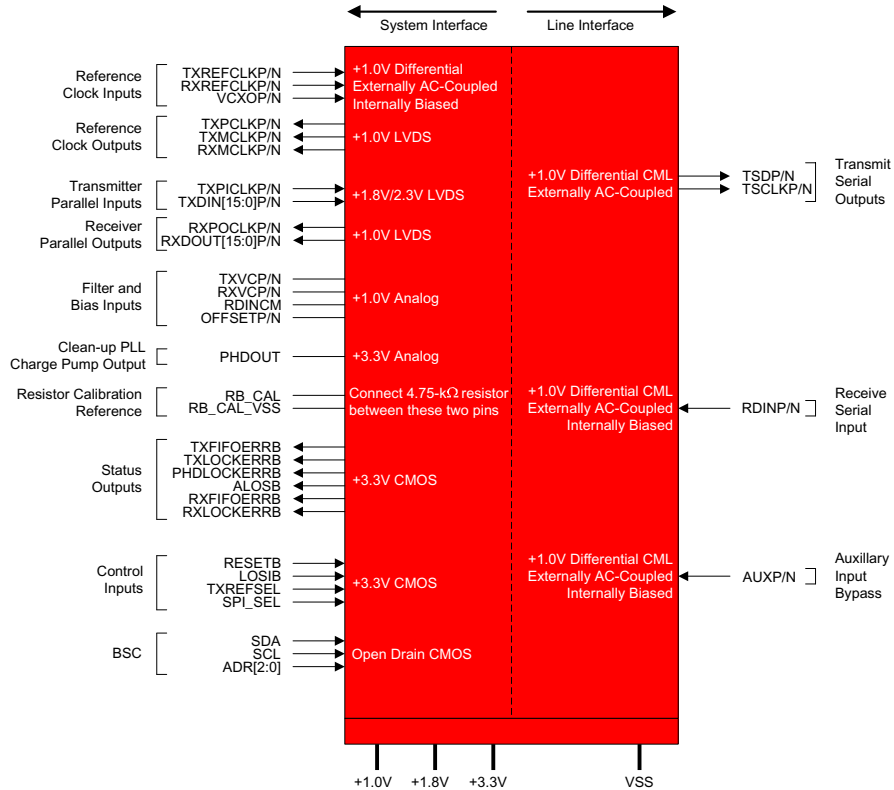 System Interface
Line Interface
Reference
Clock Inputs
TXREFCLKP/N
RXREFCLKP/N
VCXOP/N
+1.0V Differential
Externally AC-Coupled
Internally Biased
Reference
Clock Outputs
TXPCLKP/N
TXMCLKP/N
RXMCLKP/N
+1.0V LVDS
Transmitter
Parallel Inputs
TXPICLKP/N
TXDIN[15:0]P/N
+1.8V/2.3V LVDS
Receiver
Parallel Outputs
RXPOCLKP/N
RXDOUT[15:0]P/N
+1.0V LVDS
Filter and
Bias Inputs
TXVCP/N
RXVCP/N
RDINCM
OFFSETP/N
+1.0V Analog
Clean-up PLL
Charge Pump Output
PHDOUT
+3.3V Analog
Resistor Calibration
Reference
RB_CAL
RB_CAL_VSS
Connect 4.75-kΩ resistor
between these two pins
Status
Outputs
TXFIFOERRB
TXLOCKERRB
PHDLOCKERRB
ALOSB
RXFIFOERRB
RXLOCKERRB
+3.3V CMOS
Control
Inputs
RESETB
LOSIB
TXREFSEL
SPI_SEL
+3.3V CMOS
BSC
SDA
SCL
ADR[2:0]
Open Drain CMOS
+1.0V Differential CML
Externally AC-Coupled
TSDP/N
TSCLKP/N
Transmit
Serial
Outputs
+1.0V Differential CML
Externally AC-Coupled
Internally Biased
RDINP/N
Receive
Serial
Input
+1.0V Differential CML
Externally AC-Coupled
Internally Biased
AUXP/N
Auxillary
Input
Bypass
+1.0V
+1.8V
+3.3V
VSS